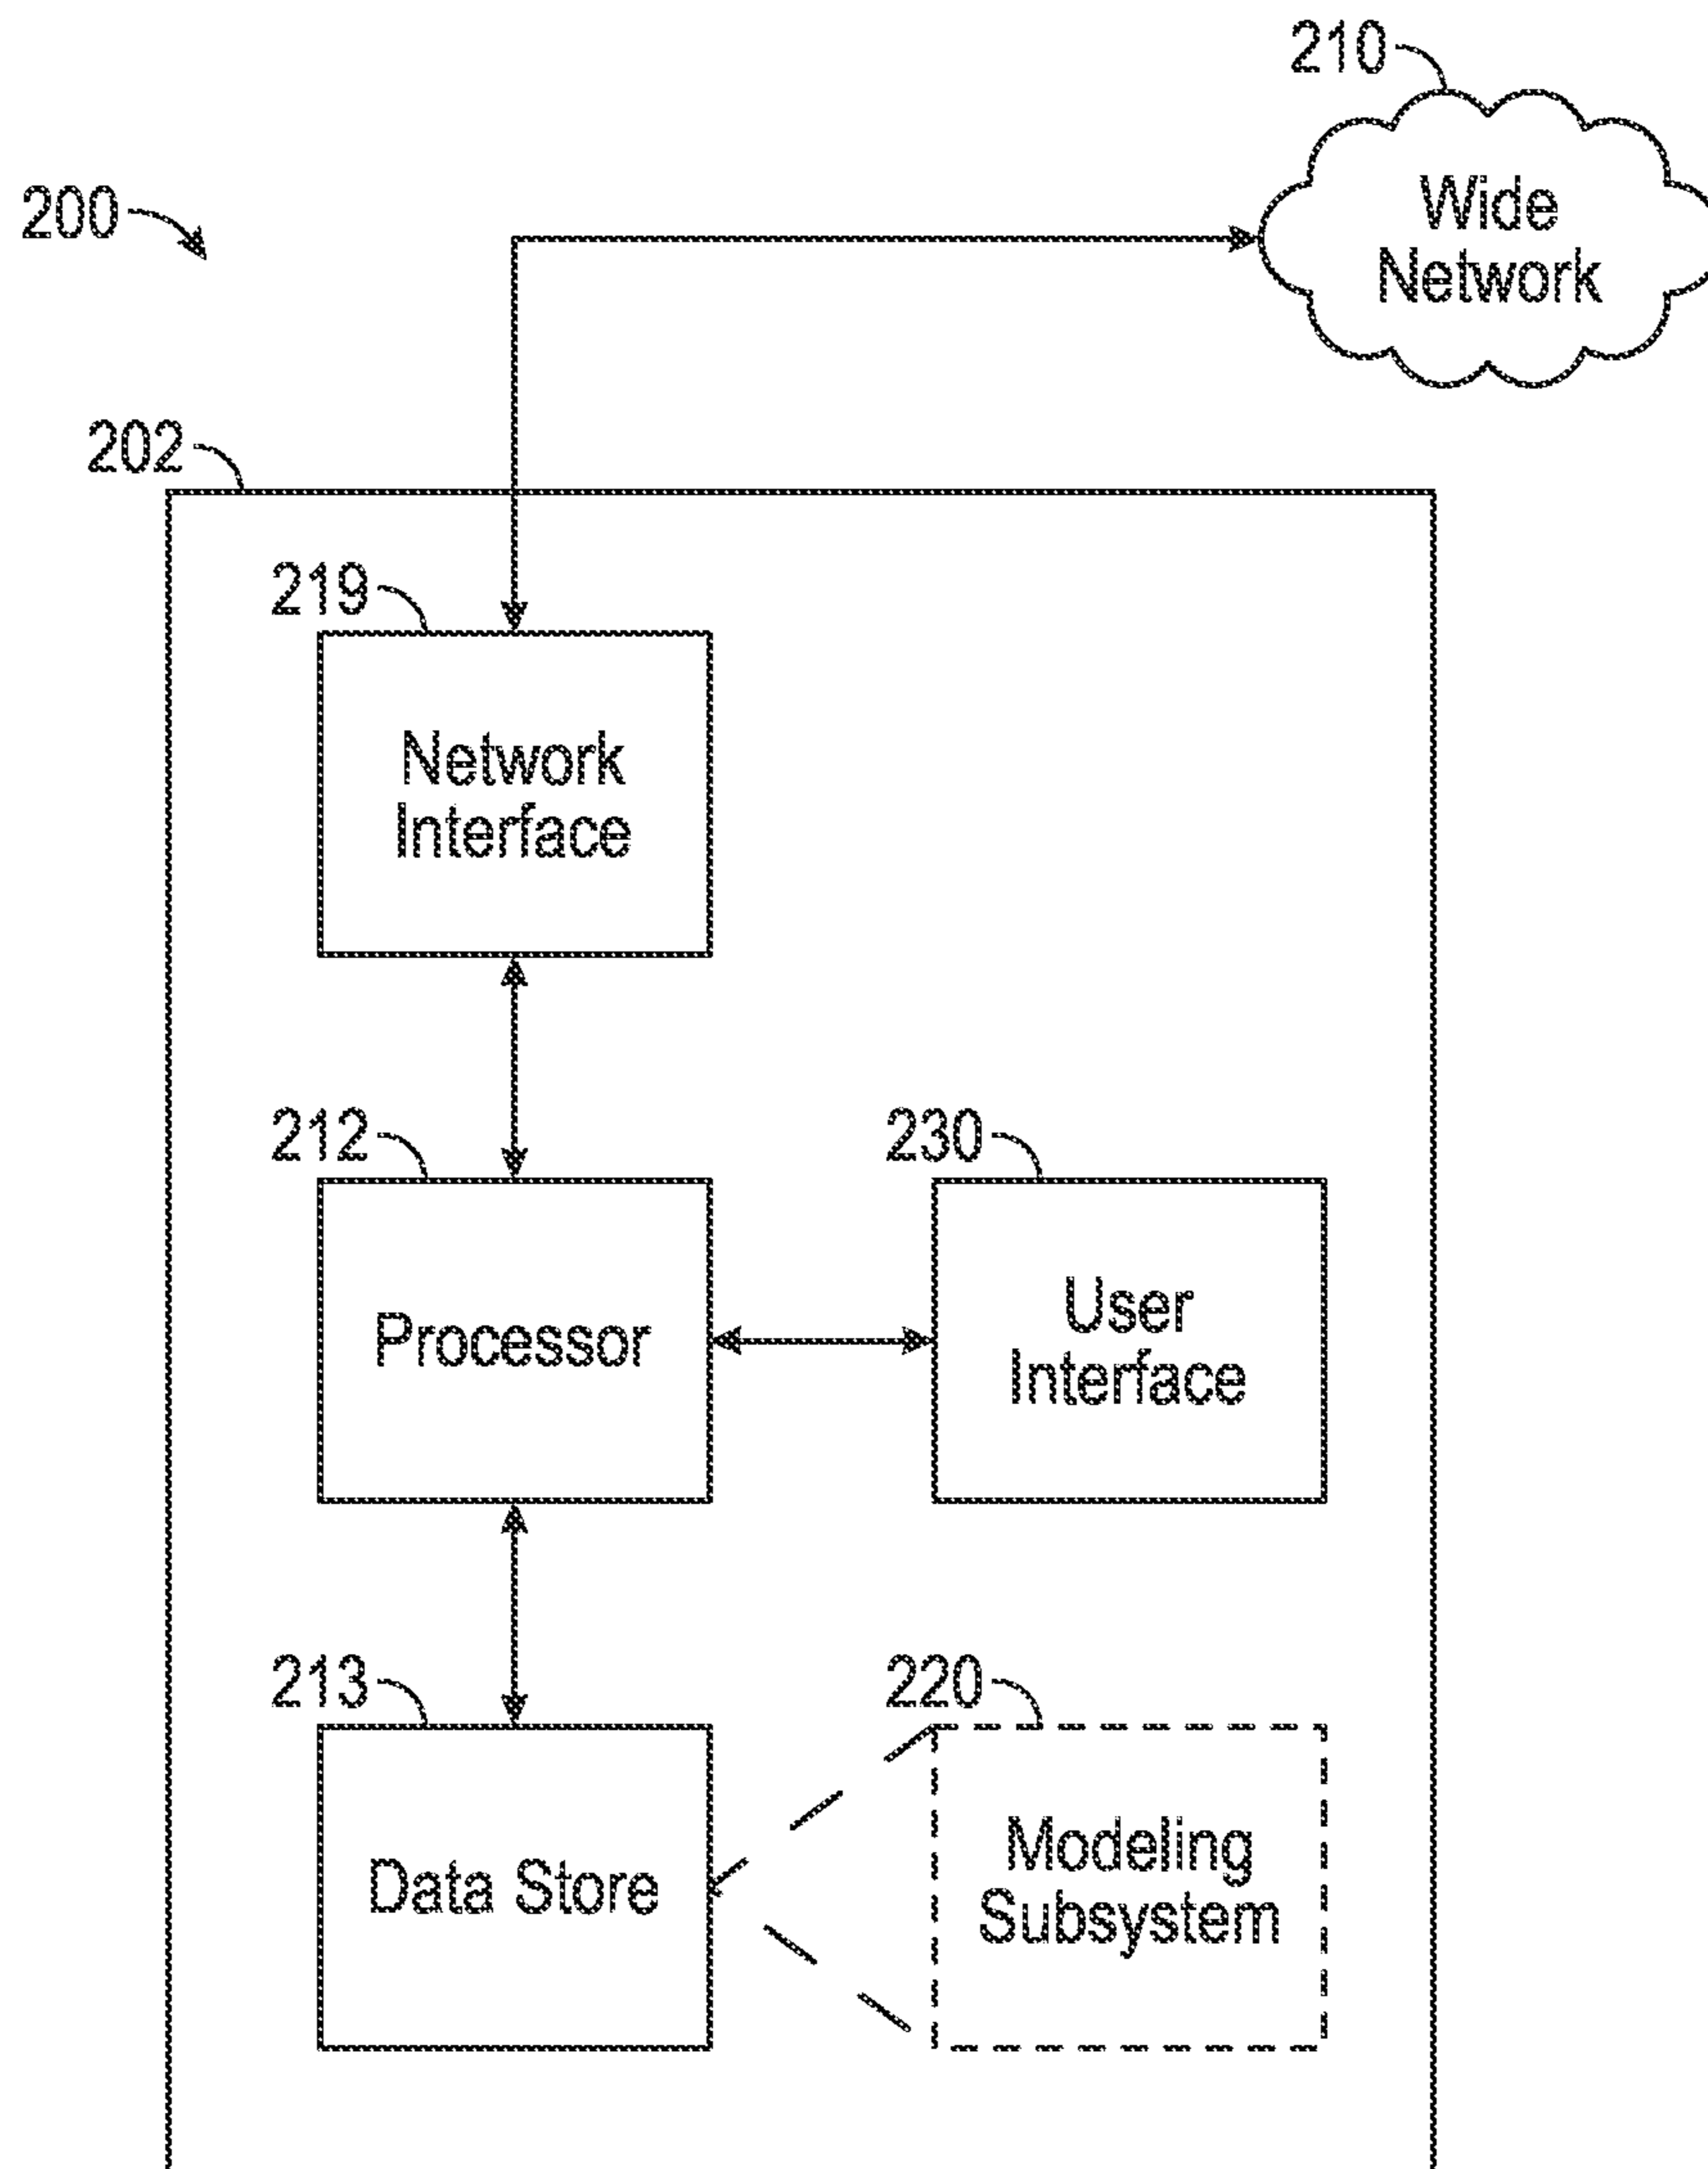 210
Wide
Network
200
202
219
Network
Interface
212
Processor
230
User
Interface
213
Data Store
220
Modeling
Subsystem